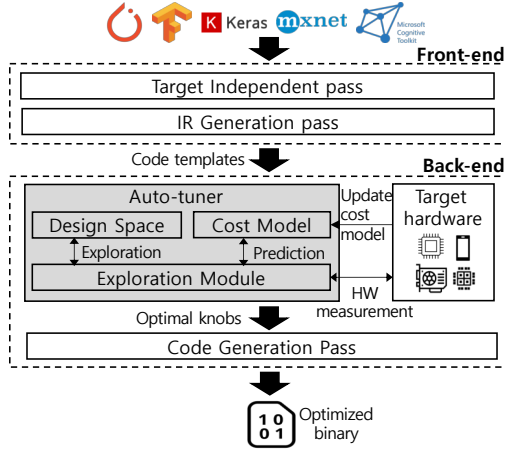 K Keras
mxnet
Microsoft
Cognitive
Toolkit
Front-end
Target Independent pass
IR Generation pass
Code templates
Back-end
Auto-tuner
Design Space
Cost Model
Exploration
Prediction
Exploration Module
Update
cost
model
Target
hardware
HW
measurement
Optimal knobs
Code Generation Pass
1 0
0 1
Optimized
binary